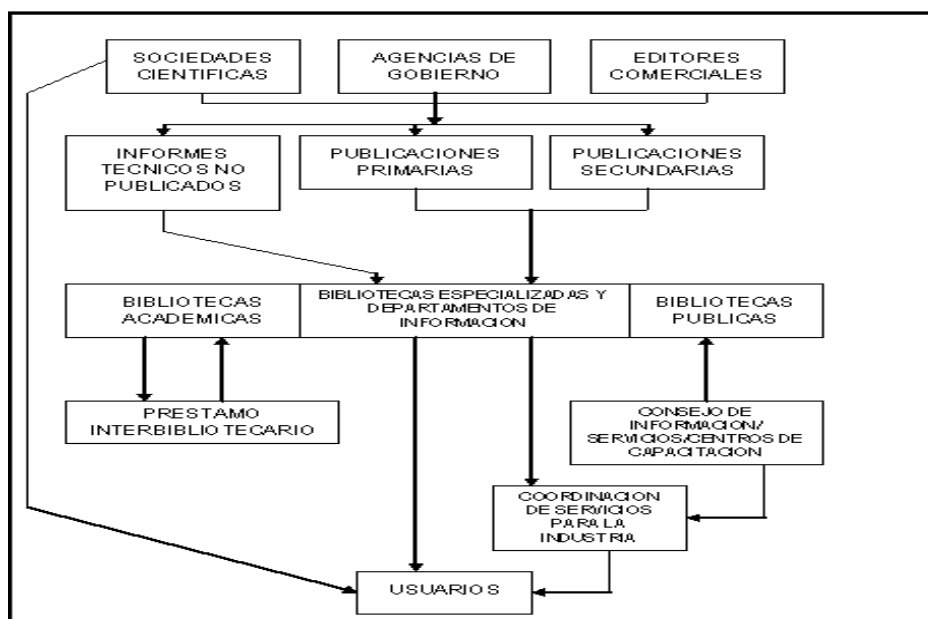 SOCIEDADES
CIENTIFICAS
AGENCIAS DE
GOBIERNO
EDITORES
COMERCIALES
INFORMES
TECNICOS NO
PUBLICADOS
PUBLICACIONES
PRIMARIAS
PUBLICACIONES
SECUNDARIAS
BIBLIOTECAS
ACADEMICAS
BIBLIOTECAS ESPECIALIZADAS Y
DEPARTAMENTOS DE
INFORMACION
BIBLIOTECAS
PUBLICAS
PRESTAMO
INTERBIBLIOTECARIO
CONSEJO DE
INFORMACION/
SERVICIOS/CENTROS DE
CAPACITACION
COORDINACION
DE SERVICIOS
PARA LA
INDUSTRIA
USUARIOS